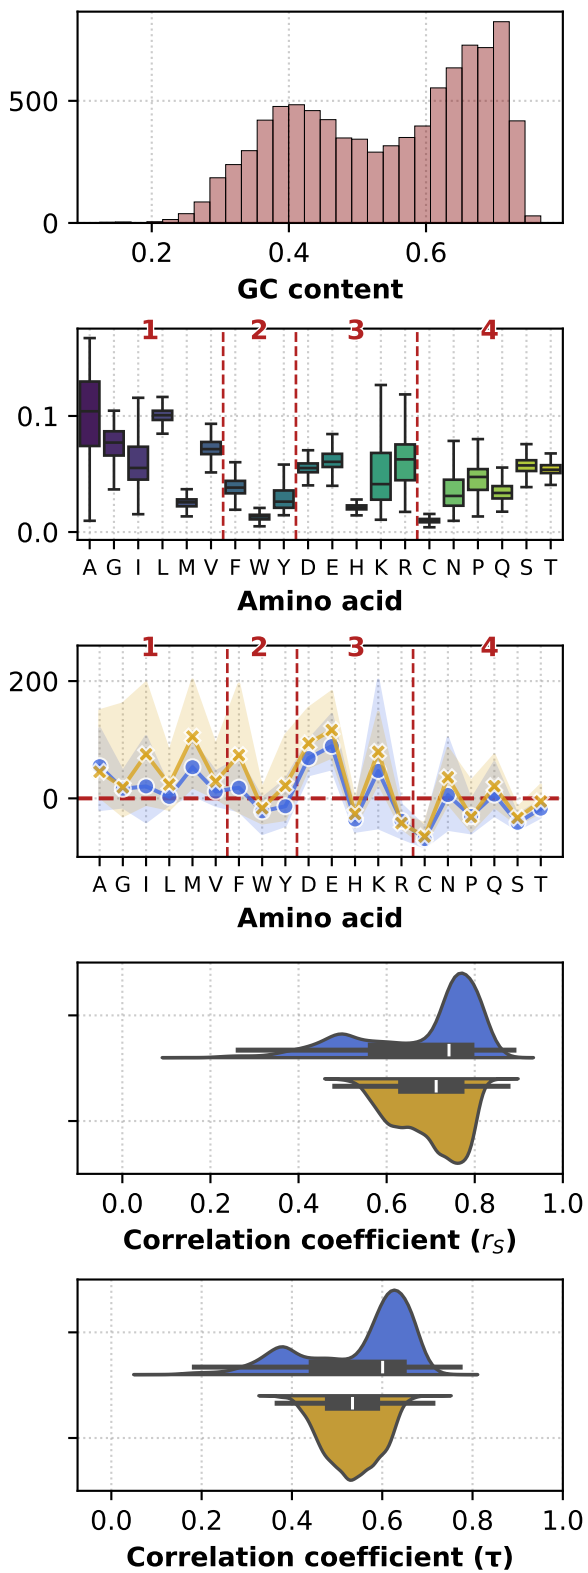 500
0
0.2 0.4 0.6
GC content
1 2 3 4
0.1
0.0
A G I L M V F W Y D E H K R C N P Q S T
Amino acid
1 2 3 4
200
0
A G I L M V F W Y D E H K R C N P Q S T
Amino acid
0.0 0.2 0.4 0.6 0.8 1.0
Correlation coefficient (r_S)
0.0 0.2 0.4 0.6 0.8 1.0
Correlation coefficient (τ)